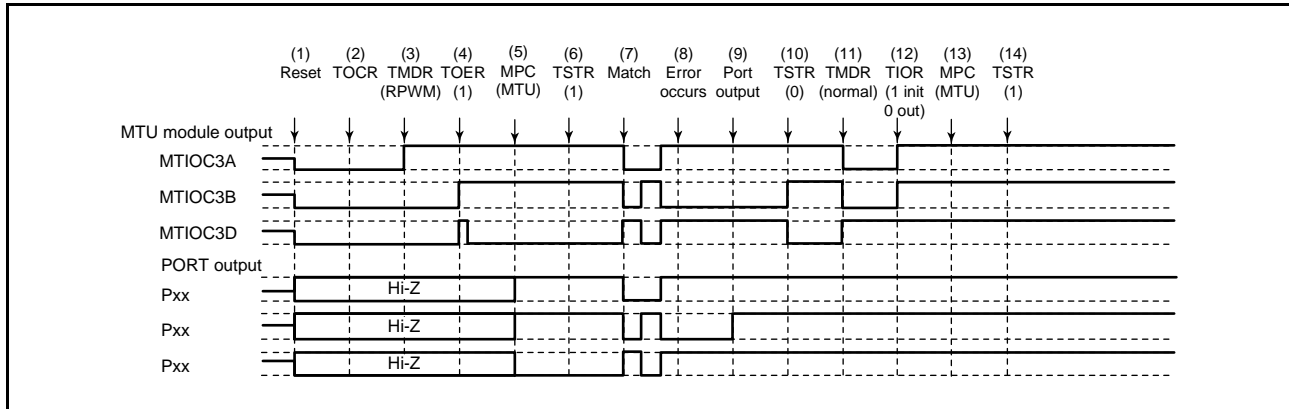 (1) (2) (3) (4) (5) (6) (7) (8) (9) (10) (11) (12) (13) (14)
Reset TOCR TMDR TOER MPC TSTR Match Error Port TSTR TMDR TIOR MPC TSTR
(RPWM) (1) (MTU) (1) occurs output (0) (normal) (1 init (MTU) (1)
0 out)
MTU module output
MTIOC3A
MTIOC3B
MTIOC3D
PORT output
Pxx Hi-Z
Pxx Hi-Z
Pxx Hi-Z